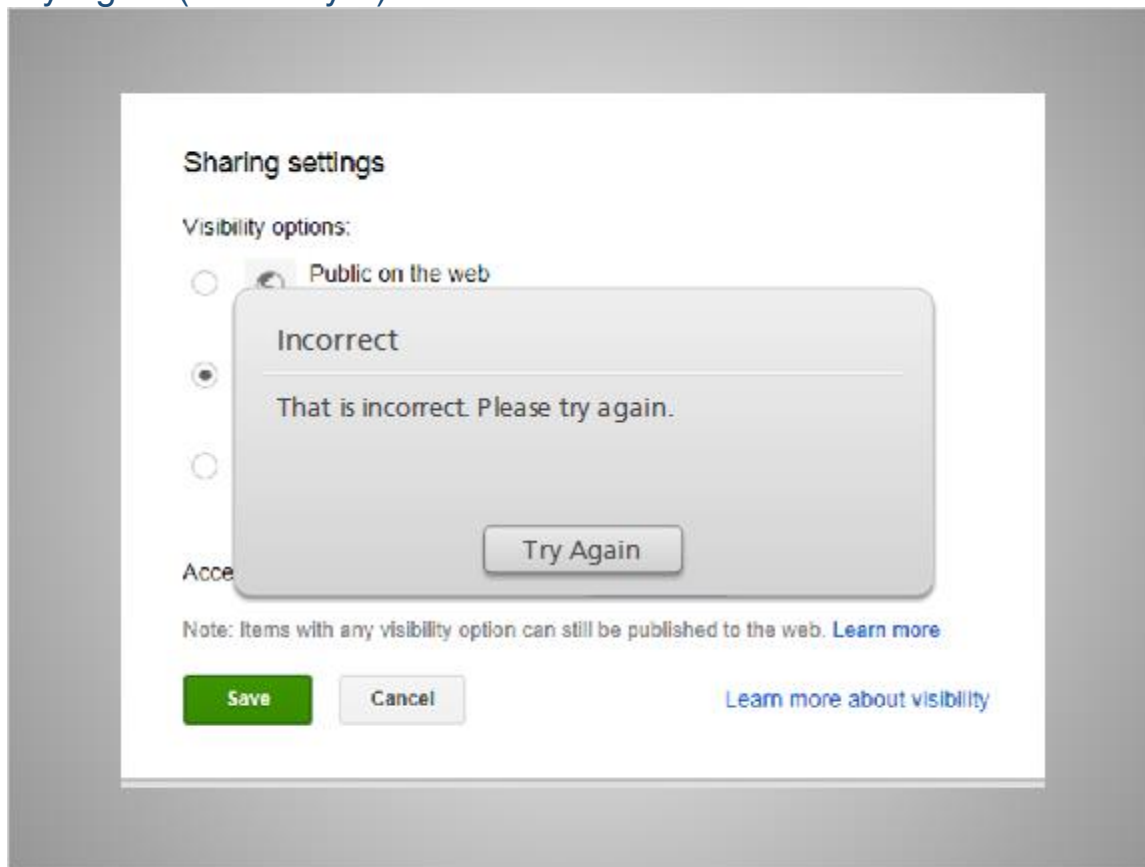 Sharing settings
Visibility options:
Public on the web
Incorrect
That is incorrect. Please try again.
Try Again
Acce
Note: Items with any visibility option can still be published to the web. Learn more
Save Cancel Learn more about visibility